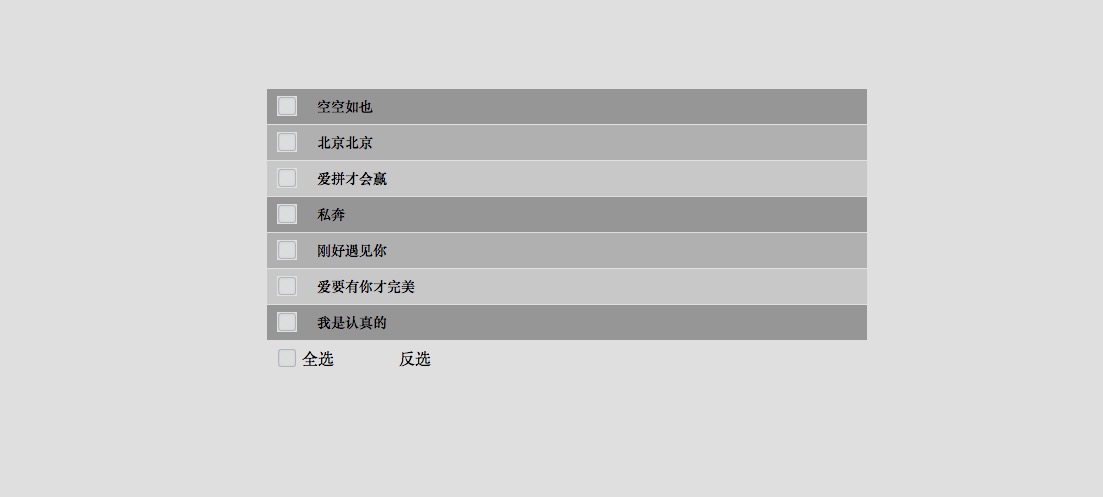 空空如也
北京北京
爱拼才会赢
私奔
刚好遇见你
爱要有你才完美
我是认真的
全选 反选